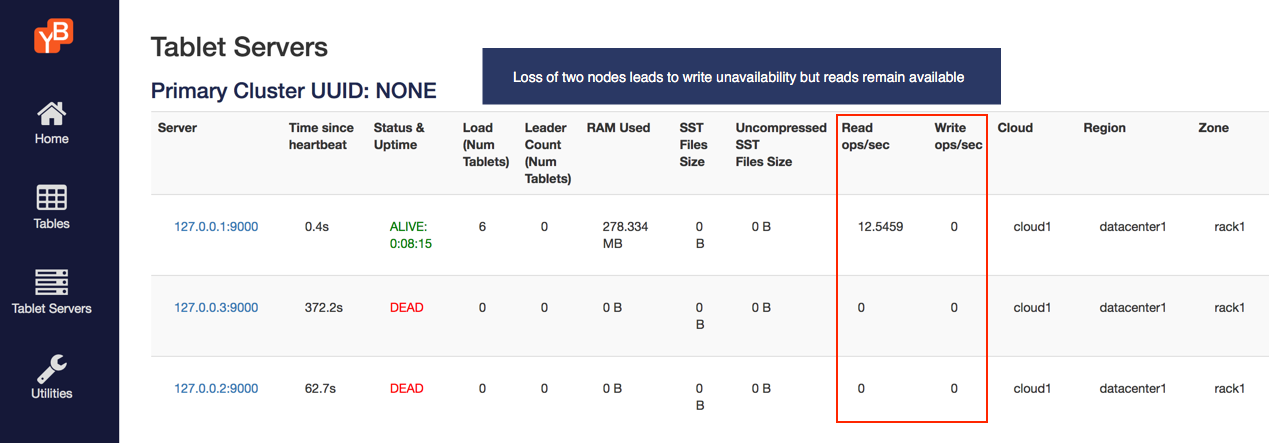 YB
Tablet Servers
Loss of two nodes leads to write unavailability but reads remain available
Primary Cluster UUID: NONE
Home
Tables
Tablet Servers
Utilities
Server
Time since
heartbeat
Status &
Uptime
Load
(Num
Tablets)
Leader
Count
(Num
Tablets)
RAM Used
SST
Files
Size
Uncompressed
SST
Files Size
Read
ops/sec
Write
ops/sec
Cloud
Region
Zone
127.0.0.1:9000
0.4s
ALIVE:
0:08:15
6
0
278.334
MB
0
B
0 B
12.5459
0
cloud1
datacenter1
rack1
127.0.0.3:9000
372.2s
DEAD
0
0
0 B
0
B
0 B
0
0
cloud1
datacenter1
rack1
127.0.0.2:9000
62.7s
DEAD
0
0
0 B
0
B
0 B
0
0
cloud1
datacenter1
rack1